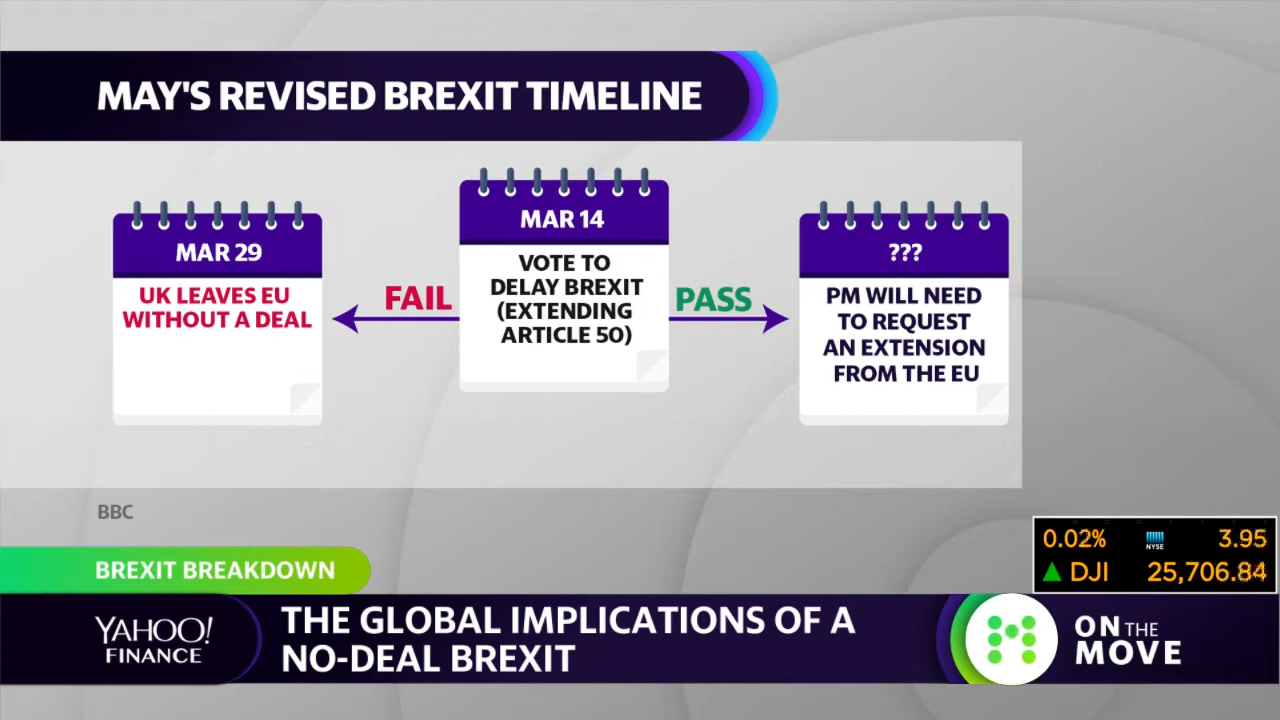 MAY'S REVISED BREXIT TIMELINE
MAR 29
UK LEAVES EU
WITHOUT A DEAL
FAIL
MAR 14
VOTE TO
DELAY BREXIT
(EXTENDING
ARTICLE 50)
PASS
???
PM WILL NEED
TO REQUEST
AN EXTENSION
FROM THE EU
BBC
0.02% NYSE 3.95
DJI 25,706.84
BREXIT BREAKDOWN
YAHOO!
FINANCE
THE GLOBAL IMPLICATIONS OF A
NO-DEAL BREXIT
ON THE
MOVE